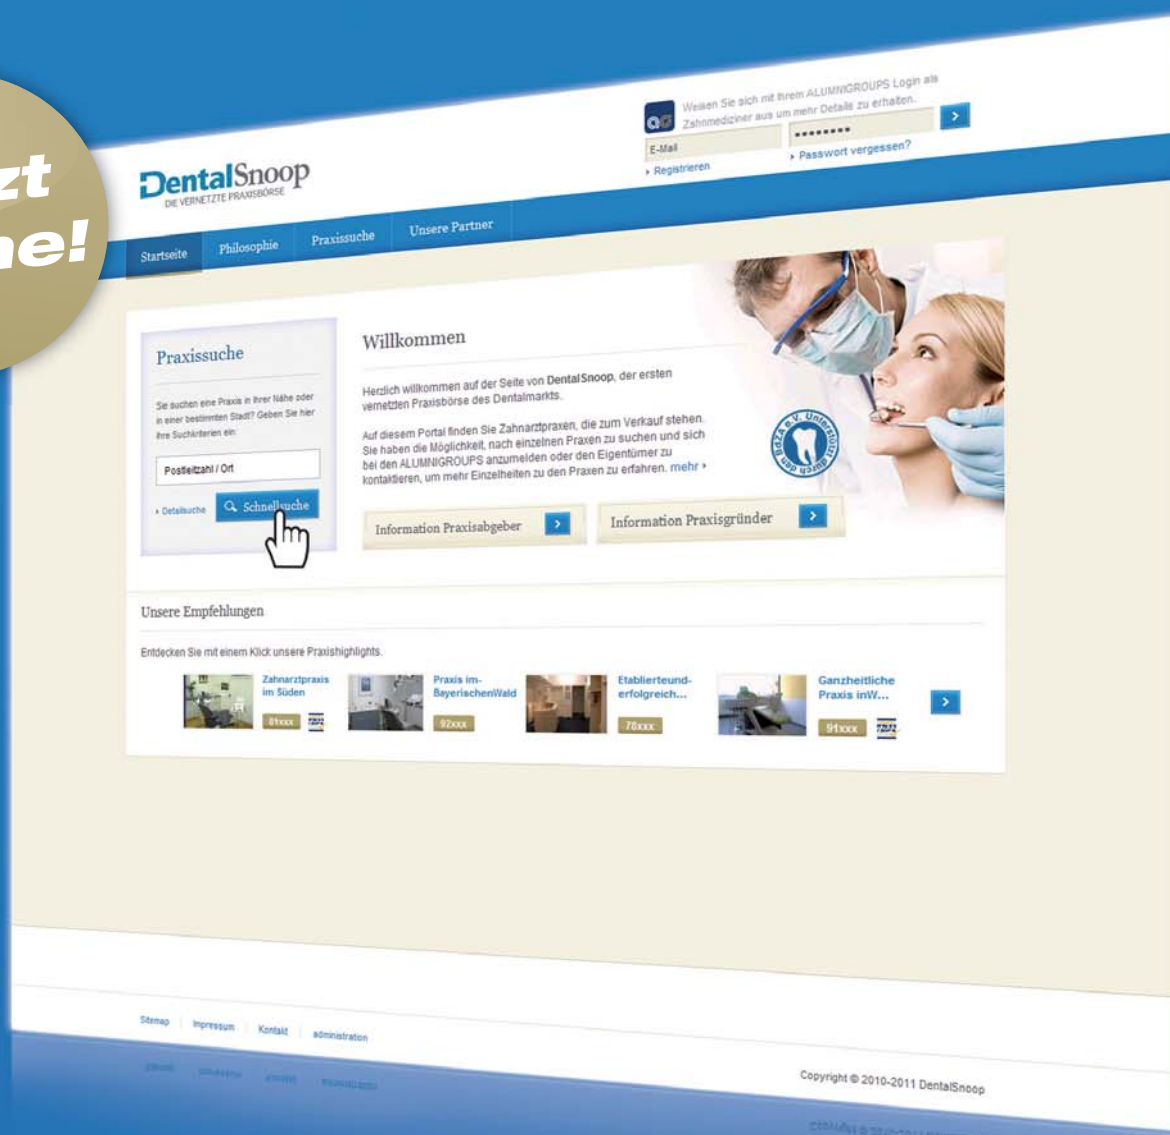 zt
ne!
Weisen Sie sich mit Ihrem ALUMNIGROUPS Login als
Zahnmediziner aus um mehr Details zu erhalten.
ag
E-Mail
••••••••
Registrieren
Passwort vergessen?
DentalSnoop
DIE VERNETZTE PRAXISBÖRSE
Startseite
Philosophie
Praxissuche
Unsere Partner
Praxissuche
Sie suchen eine Praxis in Ihrer Nähe oder
in einer bestimmten Stadt? Geben Sie hier
Ihre Suchkriterien ein:
Postleitzahl / Ort
Detailsuche
Schnellsuche
Willkommen
Herzlich willkommen auf der Seite von DentalSnoop, der ersten
vernetzten Praxisbörse des Dentalmarkts.
Auf diesem Portal finden Sie Zahnarztpraxen, die zum Verkauf stehen.
Sie haben die Möglichkeit, nach einzelnen Praxen zu suchen und sich
bei den ALUMNIGROUPS anzumelden oder den Eigentümer zu
kontaktieren, um mehr Einzelheiten zu den Praxen zu erfahren. mehr
Unterstützt durch den BdZA e.V.
Information Praxisabgeber
Information Praxisgründer
Unsere Empfehlungen
Entdecken Sie mit einem Klick unsere Praxishighlights.
Zahnarztpraxis
im Süden
81xxx
Praxis im-
BayerischenWald
92xxx
Etablierteund-
erfolgreich...
78xxx
Ganzheitliche
Praxis inW...
91xxx
Sitemap
Impressum
Kontakt
administration
Copyright © 2010-2011 DentalSnoop